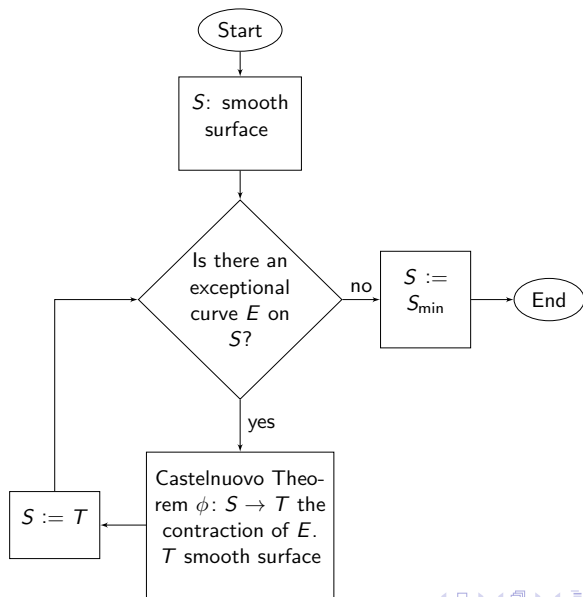 Start
S: smooth
surface
Is there an
exceptional
curve E on
S?
no
S :=
S_min
End
yes
Castelnuovo Theo-
rem ϕ: S → T the
contraction of E.
T smooth surface
S := T